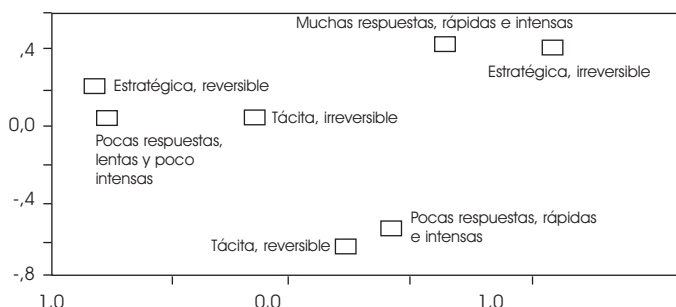 Muchas respuestas, rápidas e intensas
,4
Estratégica, irreversible
Estratégica, reversible
0,0
Tácita, irreversible
Pocas respuestas,
lentas y poco
intensas
-,4
Pocas respuestas, rápidas
e intensas
Tácita, reversible
-,8
1.0 0.0 1.0